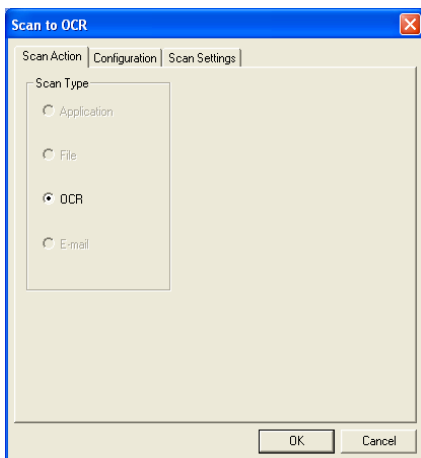 Scan to OCR
Scan Action Configuration Scan Settings
Scan Type
Application
File
OCR
E-mail
OK Cancel